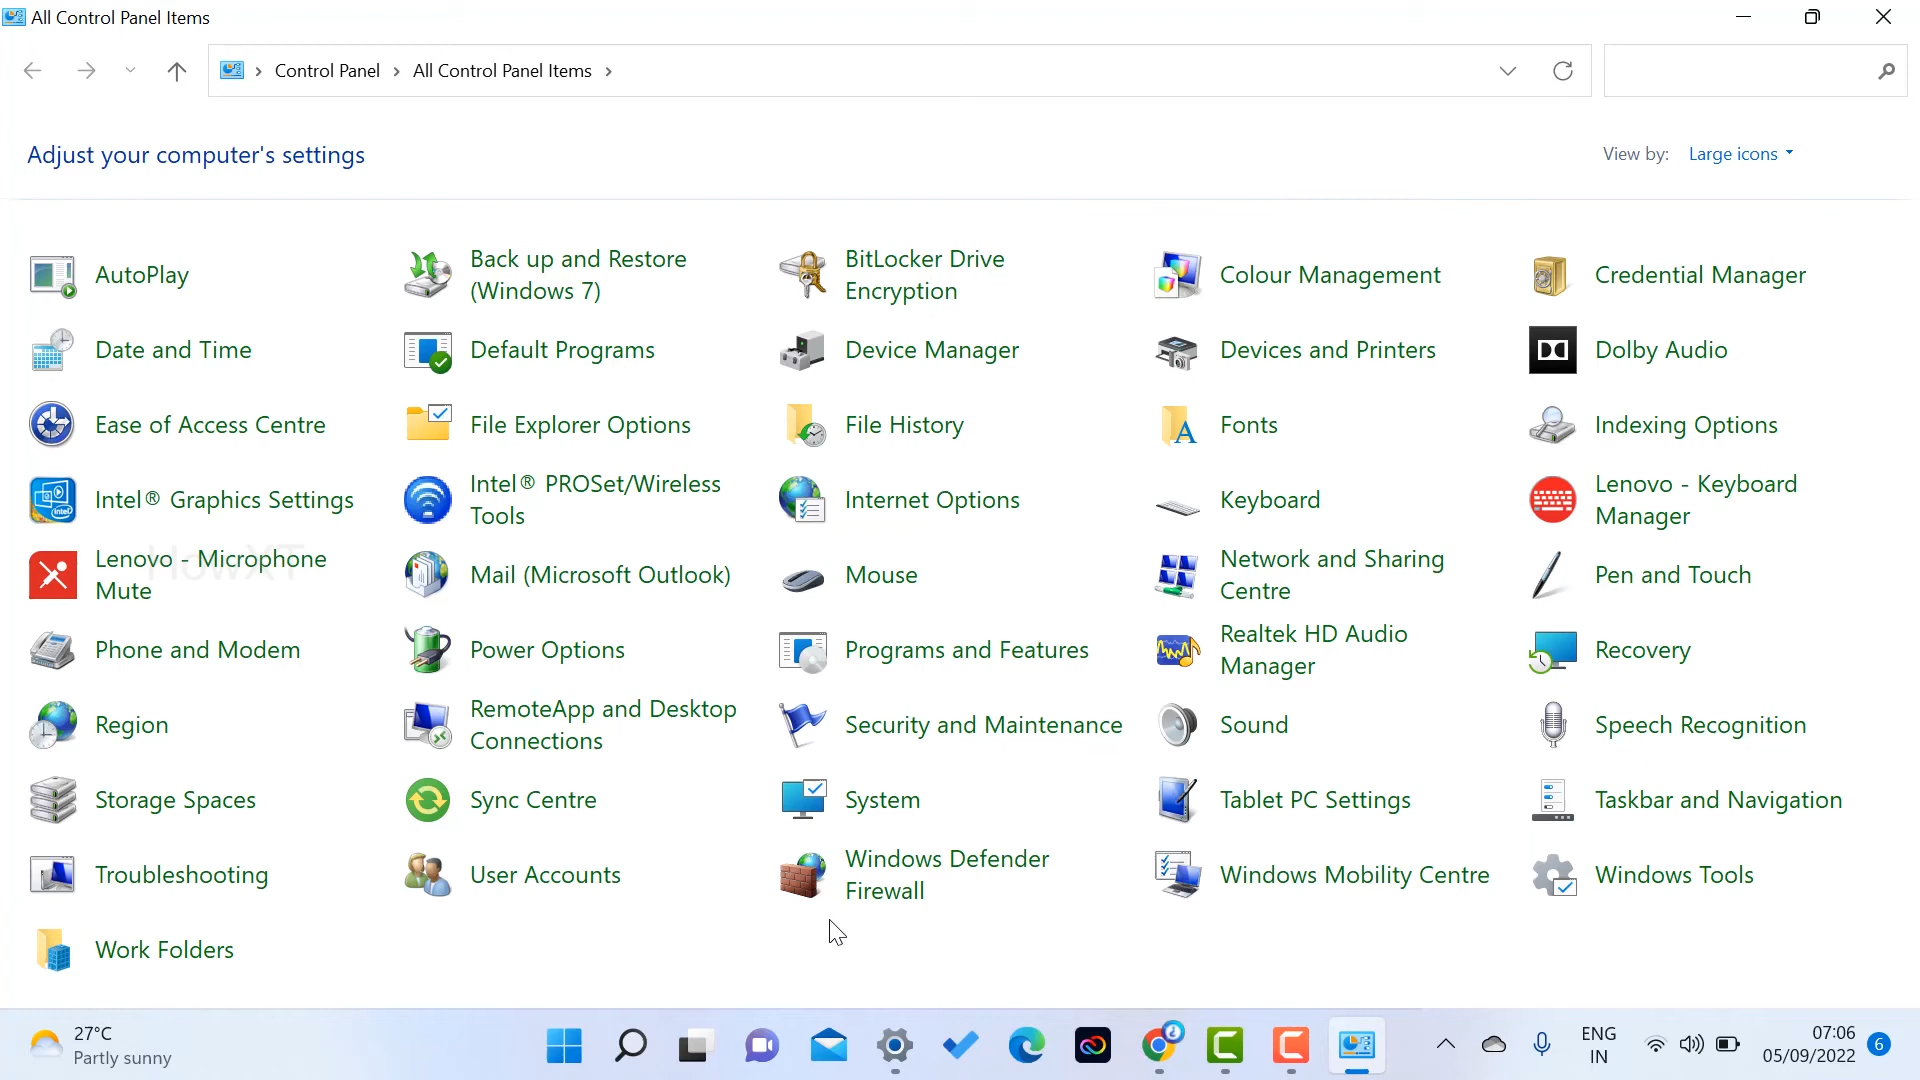 All Control Panel Items
Control Panel
All Control Panel Items
Adjust your computer's settings
View by: Large icons
AutoPlay
Back up and Restore
(Windows 7)
BitLocker Drive
Encryption
Colour Management
Credential Manager
Date and Time
Default Programs
Device Manager
Devices and Printers
Dolby Audio
Ease of Access Centre
File Explorer Options
File History
Fonts
Indexing Options
Intel® Graphics Settings
Intel® PROSet/Wireless
Tools
Internet Options
Keyboard
Lenovo - Keyboard
Manager
Lenovo - Microphone
Mute
HowXT
Mail (Microsoft Outlook)
Mouse
Network and Sharing
Centre
Pen and Touch
Phone and Modem
Power Options
Programs and Features
Realtek HD Audio
Manager
Recovery
Region
RemoteApp and Desktop
Connections
Security and Maintenance
Sound
Speech Recognition
Storage Spaces
Sync Centre
System
Tablet PC Settings
Taskbar and Navigation
Troubleshooting
User Accounts
Windows Defender
Firewall
Windows Mobility Centre
Windows Tools
Work Folders
27°C
Partly sunny
ENG
IN
07:06
05/09/2022
6